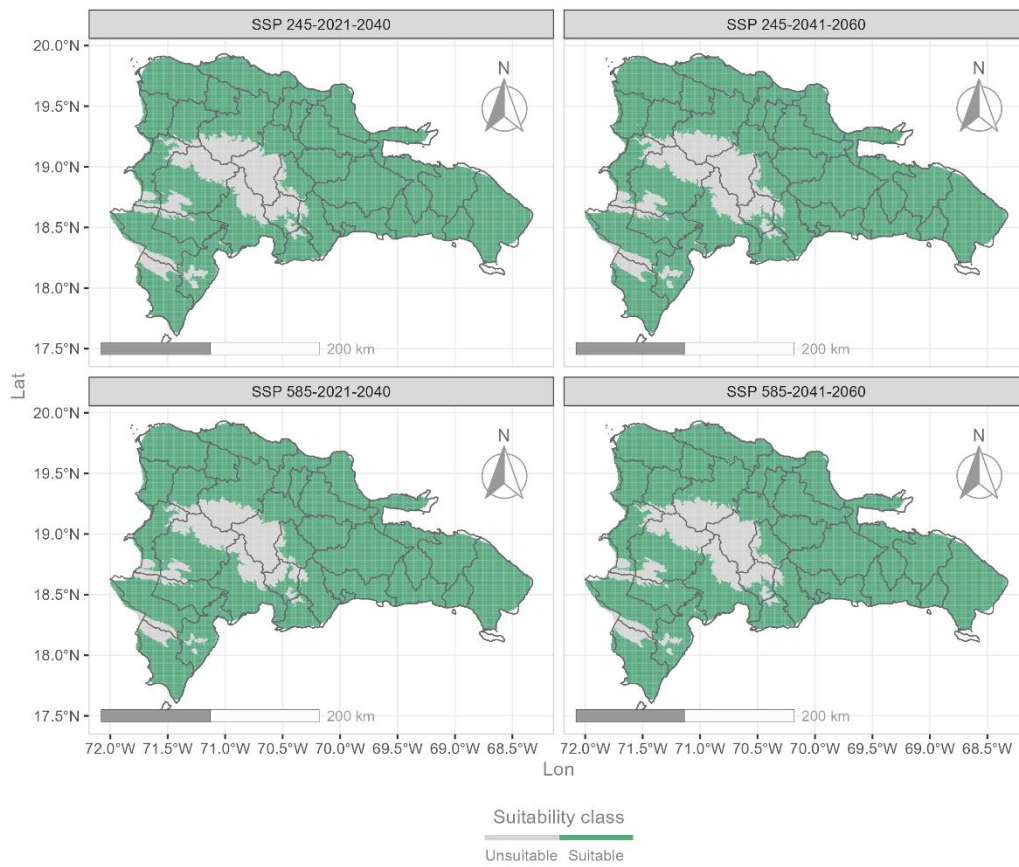 SSP 245-2021-2040 SSP 245-2041-2060
20.0°N
19.5°N
19.0°N
18.5°N
18.0°N
17.5°N
N N
200 km 200 km
SSP 585-2021-2040 SSP 585-2041-2060
20.0°N
19.5°N
19.0°N
18.5°N
18.0°N
17.5°N
N N
200 km 200 km
Lat
72.0°W 71.5°W 71.0°W 70.5°W 70.0°W 69.5°W 69.0°W 68.5°W 72.0°W 71.5°W 71.0°W 70.5°W 70.0°W 69.5°W 69.0°W 68.5°W
Lon
Suitability class
Unsuitable Suitable